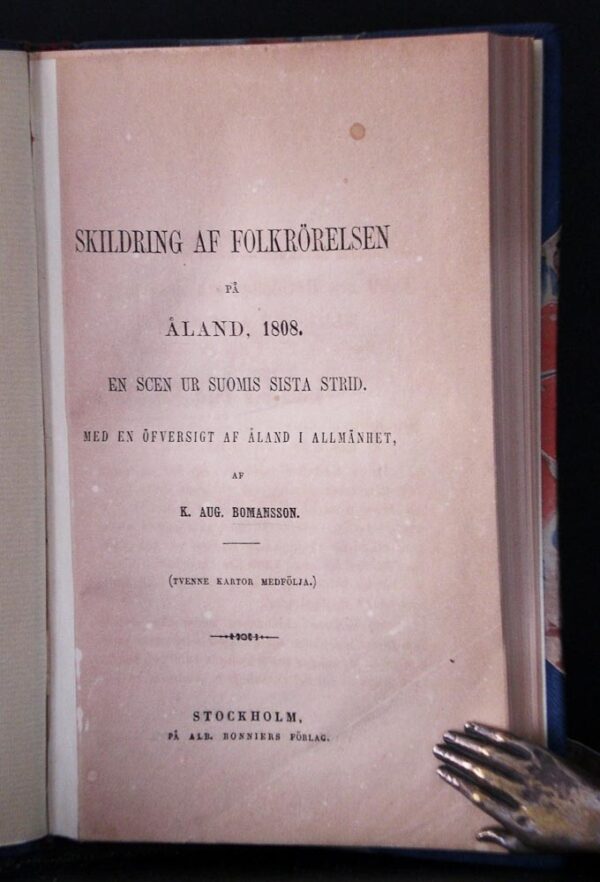 SKILDRING AF FOLKRÖRELSEN
PÅ
ÅLAND, 1808.
EN SCEN UR SUOMIS SISTA STRID.
MED EN ÖFVERSIGT AF ÅLAND I ALLMÄNHET,
AF
K. AUG. BOMANSSON.
(TVENNE KARTOR MEDFÖLJA.)
STOCKHOLM,
PÅ ALB. BONNIERS FÖRLAG.